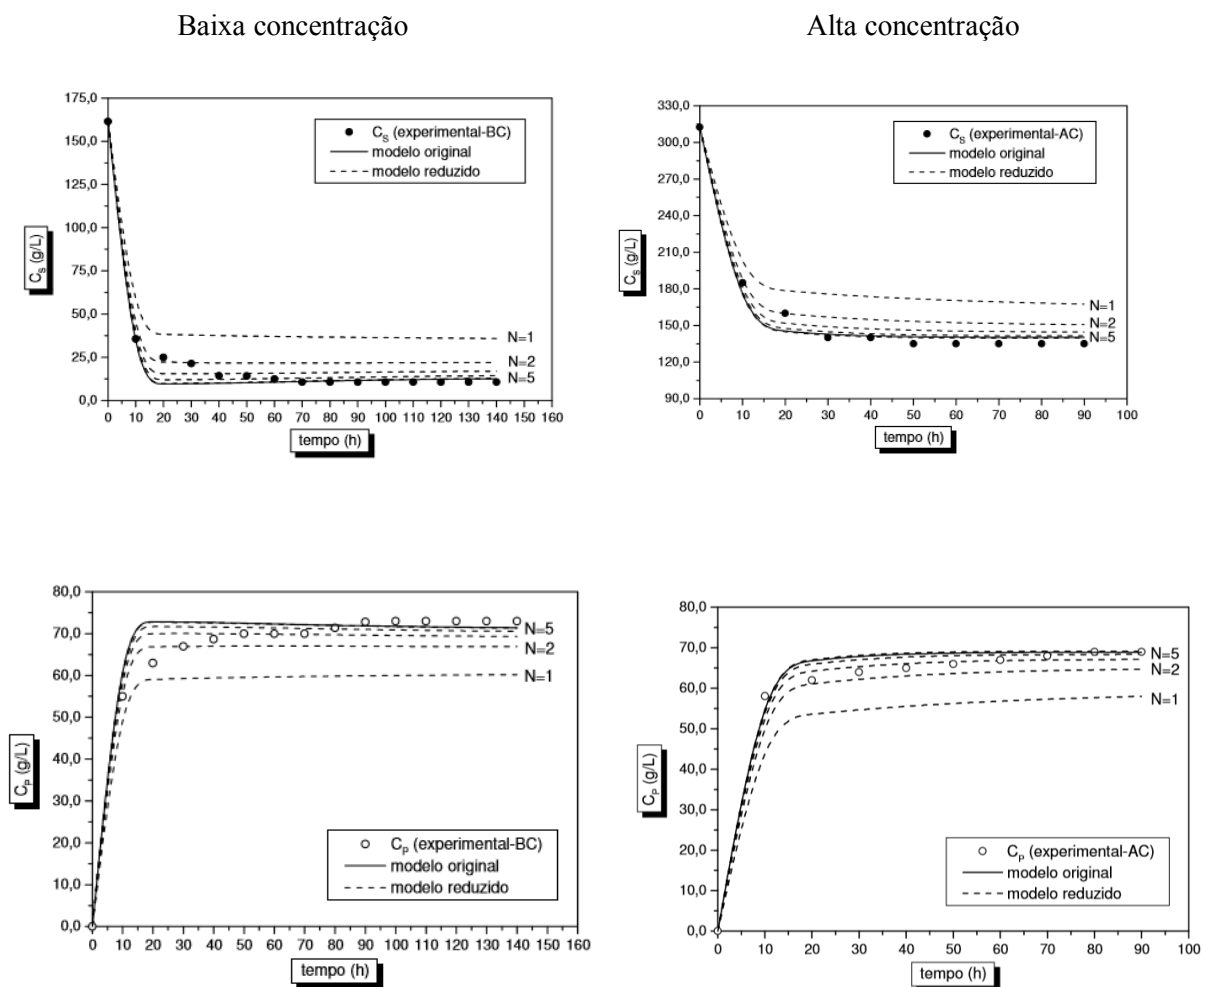 Baixa concentração
Alta concentração
175,0
150,0
125,0
100,0
75,0
50,0
25,0
0,0
C_S (g/L)
C_S (experimental-BC)
modelo original
modelo reduzido
N=1
N=2
N=5
0 10 20 30 40 50 60 70 80 90 100 110 120 130 140 150 160
tempo (h)
330,0
300,0
270,0
240,0
210,0
180,0
150,0
120,0
90,0
C_S (g/L)
C_S (experimental-AC)
modelo original
modelo reduzido
N=1
N=2
N=5
0 10 20 30 40 50 60 70 80 90 100
tempo (h)
80,0
70,0
60,0
50,0
40,0
30,0
20,0
10,0
0,0
C_P (g/L)
N=5
N=2
N=1
C_P (experimental-BC)
modelo original
modelo reduzido
0 10 20 30 40 50 60 70 80 90 100 110 120 130 140 150 160
tempo (h)
80,0
70,0
60,0
50,0
40,0
30,0
20,0
10,0
0,0
C_P (g/L)
N=5
N=2
N=1
C_P (experimental-AC)
modelo original
modelo reduzido
0 10 20 30 40 50 60 70 80 90 100
tempo (h)